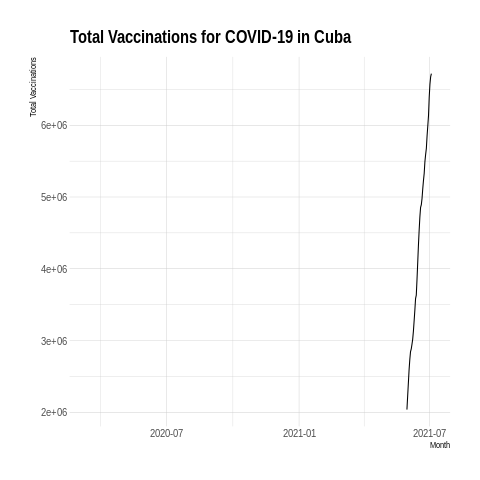 Total Vaccinations for COVID-19 in Cuba
Total Vaccinations
6e+06
5e+06
4e+06
3e+06
2e+06
2020-07
2021-01
2021-07
Month